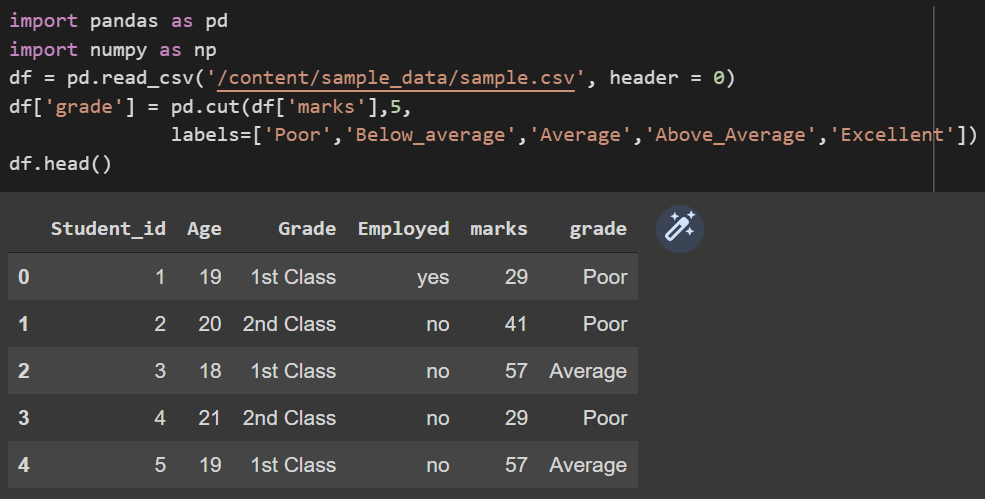 import pandas as pd
import numpy as np
df = pd.read_csv('/content/sample_data/sample.csv', header = 0)
df['grade'] = pd.cut(df['marks'],5,
labels=['Poor','Below_average','Average','Above_Average','Excellent'])
df.head()
Student_id Age Grade Employed marks grade
0 1 19 1st Class yes 29 Poor
1 2 20 2nd Class no 41 Poor
2 3 18 1st Class no 57 Average
3 4 21 2nd Class no 29 Poor
4 5 19 1st Class no 57 Average